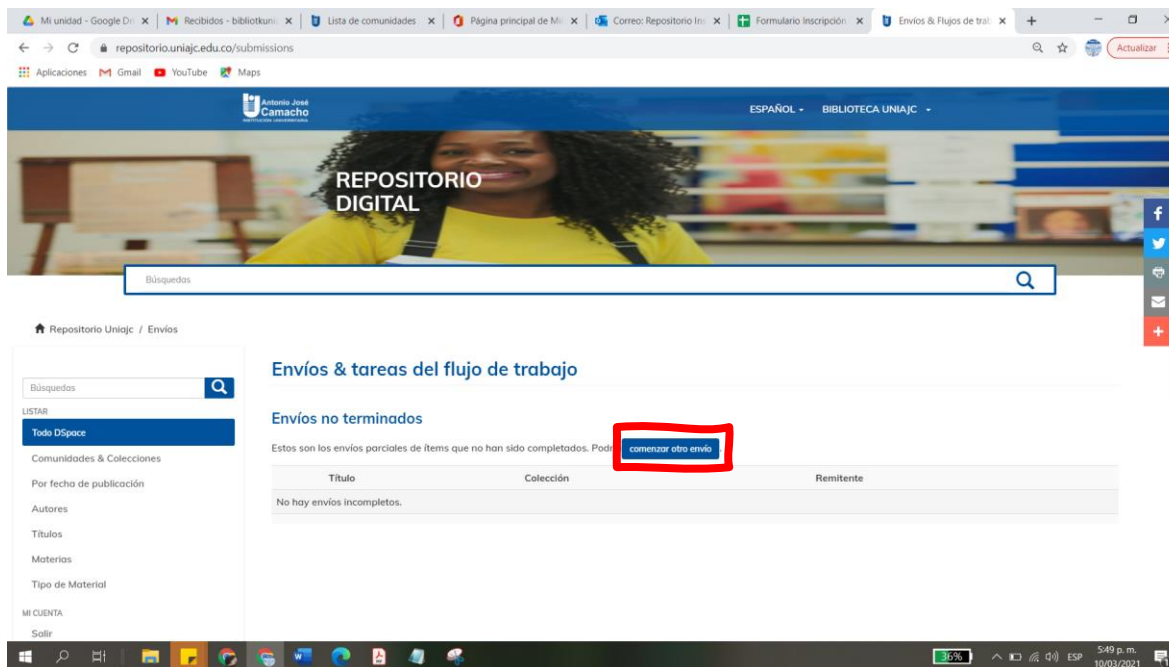 Mi unidad - Google Dri
Recibidos - bibliotkuni
Lista de comunidades
Página principal de Mi
Correo: Repositorio Ins
Formulario Inscripción
Envíos & Flujos de trab
repositorio.uniajc.edu.co/submissions
Actualizar
Aplicaciones
Gmail
YouTube
Maps
Antonio José
Camacho
ESPAÑOL
BIBLIOTECA UNIAJC
REPOSITORIO
DIGITAL
Búsquedas
Repositorio Uniajc / Envíos
Envíos & tareas del flujo de trabajo
Búsquedas
LISTAR
Todo DSpace
Comunidades & Colecciones
Por fecha de publicación
Autores
Títulos
Materias
Tipo de Material
MI CUENTA
Salir
Envíos no terminados
Estos son los envíos parciales de ítems que no han sido completados. Podr comenzar otro envío
Título Colección Remitente
No hay envíos incompletos.
36%
ESP
5:49 p. m.
10/03/2021